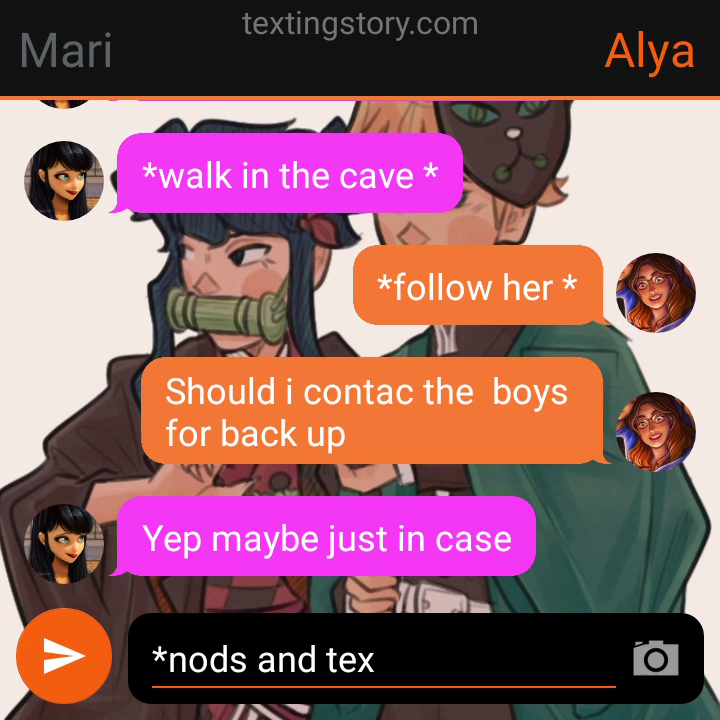 textingstory.com
Mari
Alya
*walk in the cave *
*follow her *
Should i contac the  boys
for back up
Yep maybe just in case
*nods and tex